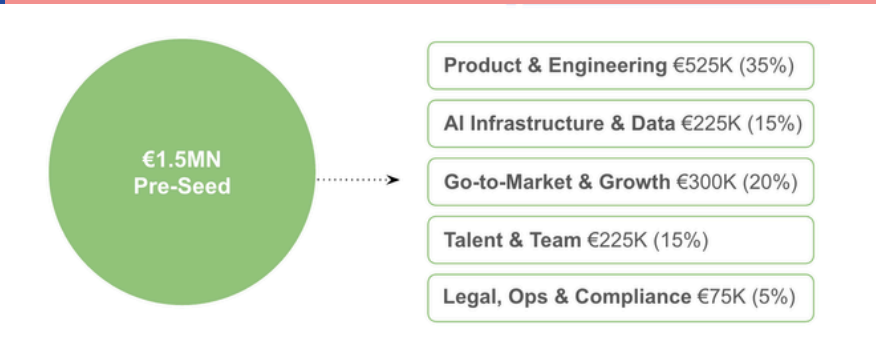 €1.5MN
Pre-Seed
Product & Engineering €525K (35%)
AI Infrastructure & Data €225K (15%)
Go-to-Market & Growth €300K (20%)
Talent & Team €225K (15%)
Legal, Ops & Compliance €75K (5%)